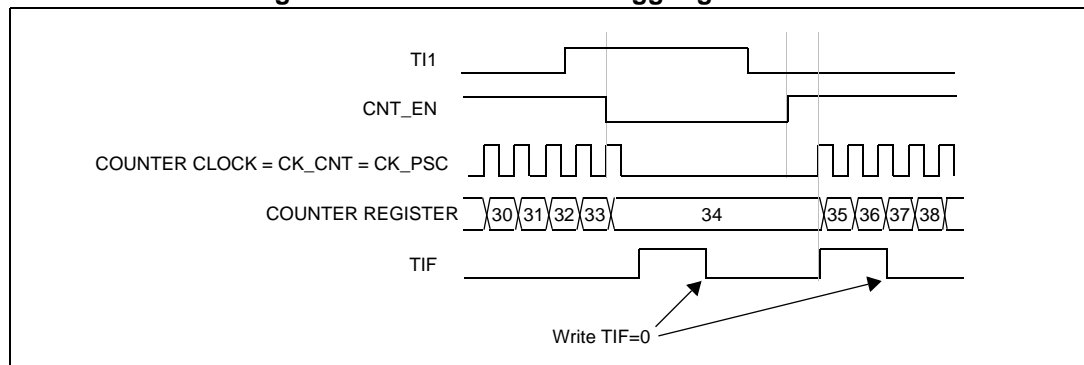 TI1
CNT_EN
COUNTER CLOCK = CK_CNT = CK_PSC
COUNTER REGISTER 30 31 32 33 34 35 36 37 38
TIF
Write TIF=0